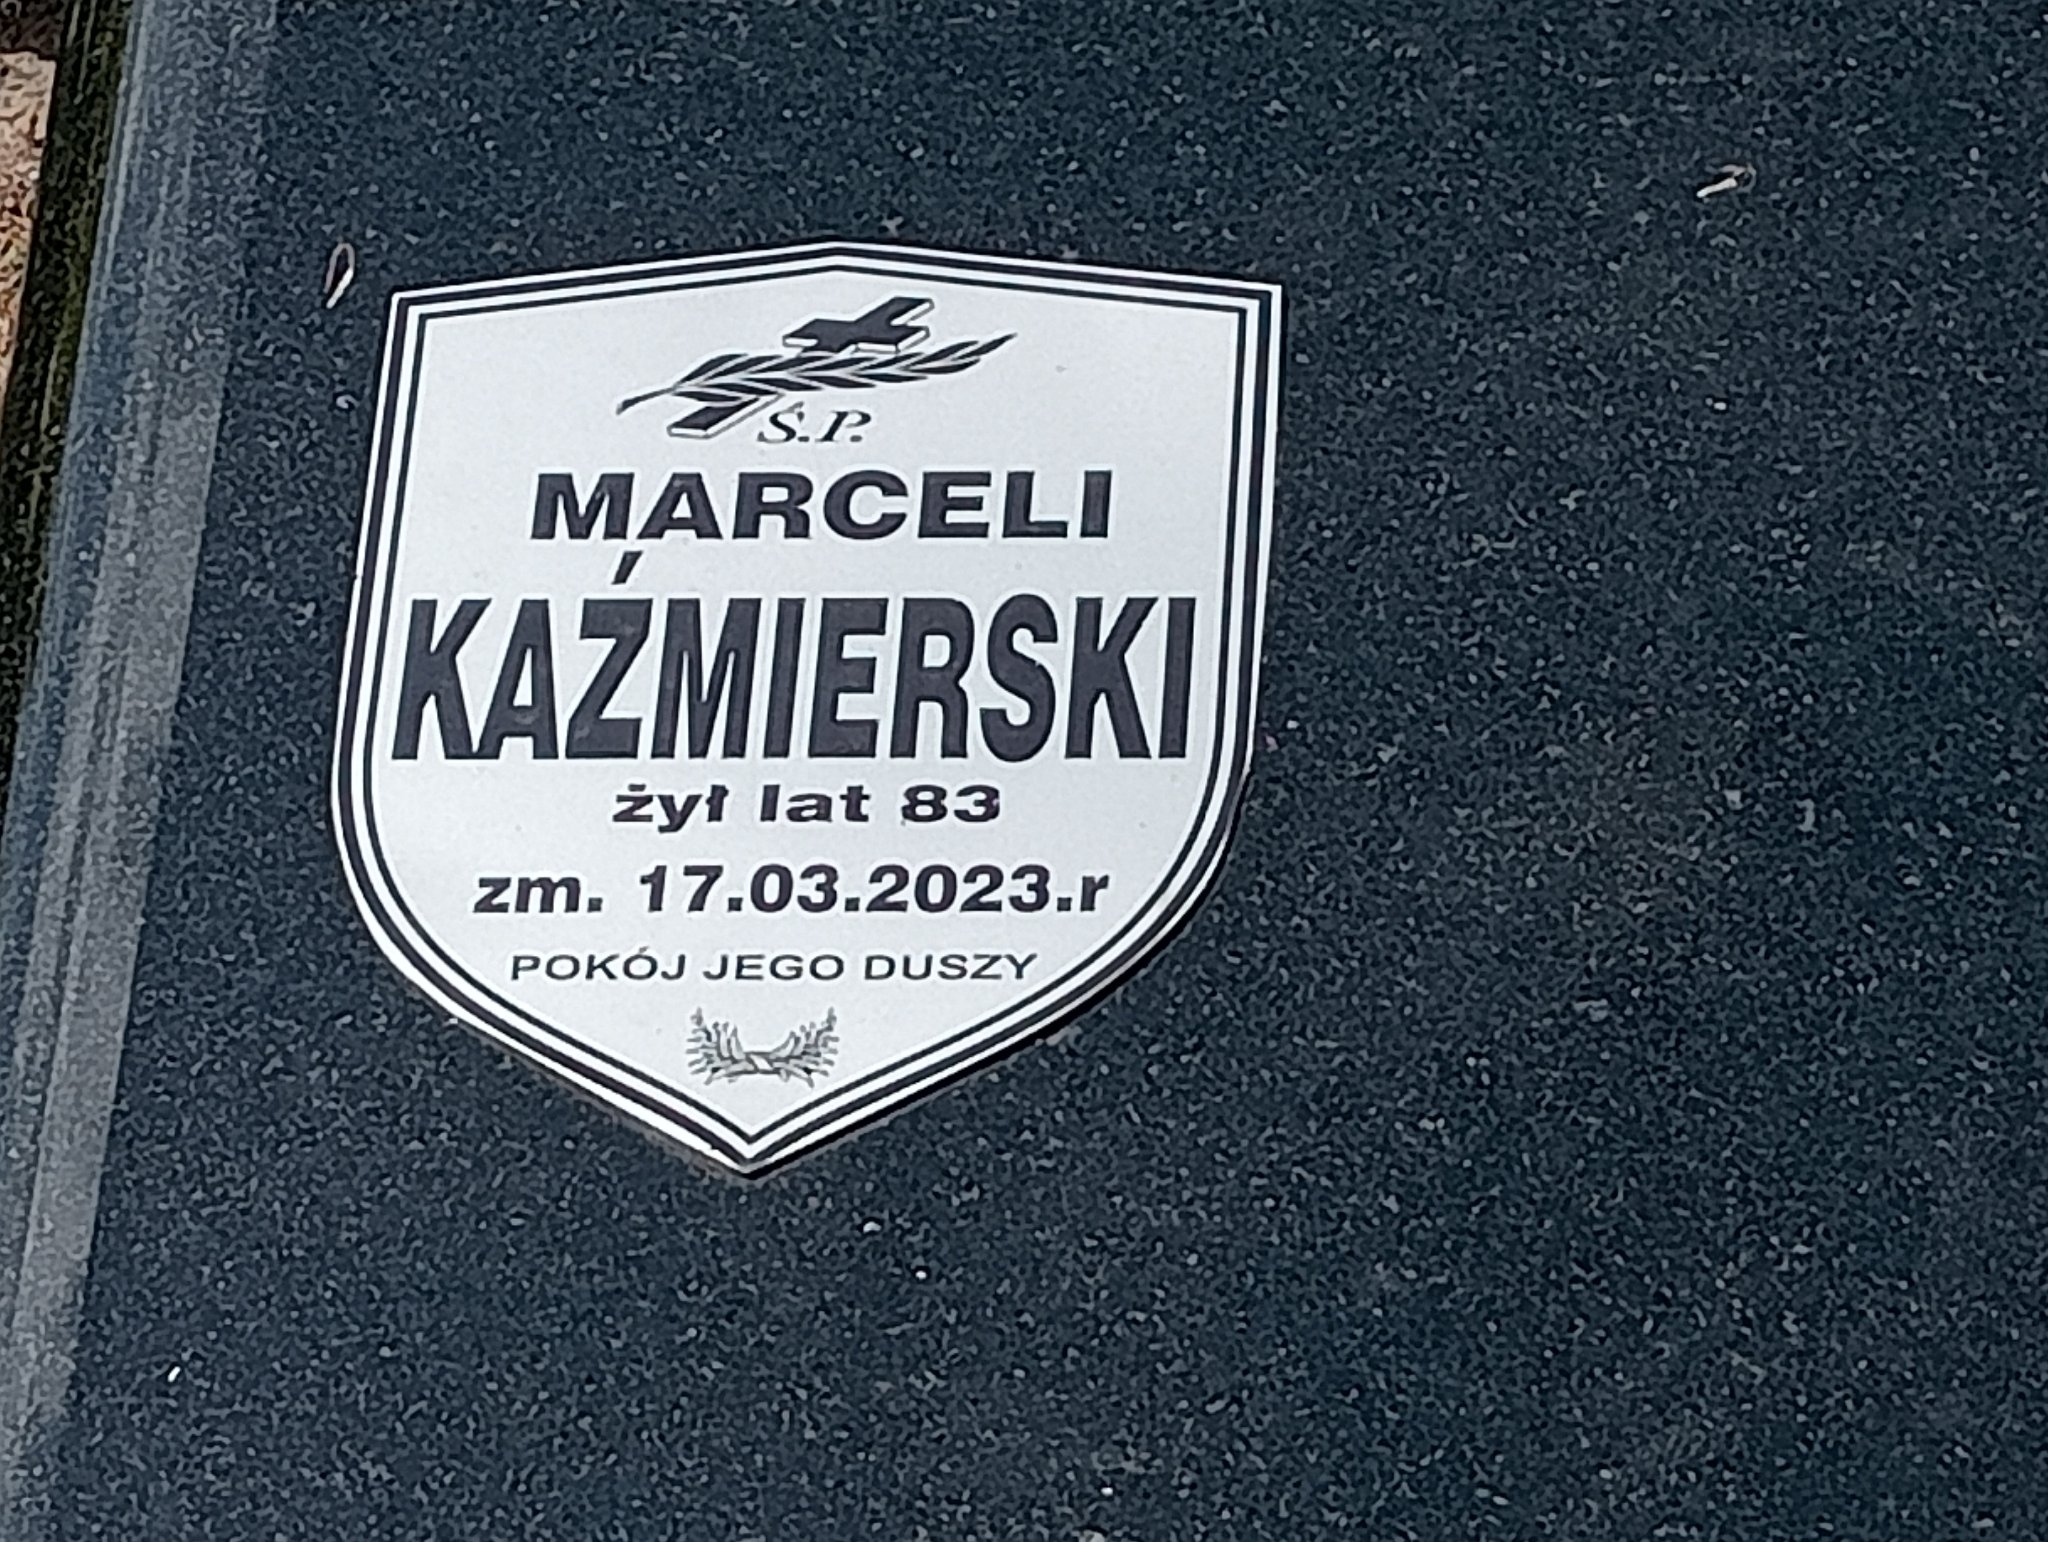 Ś.P.
MARCELI
KAŹMIERSKI
żył lat 83
zm. 17.03.2023.r
POKÓJ JEGO DUSZY